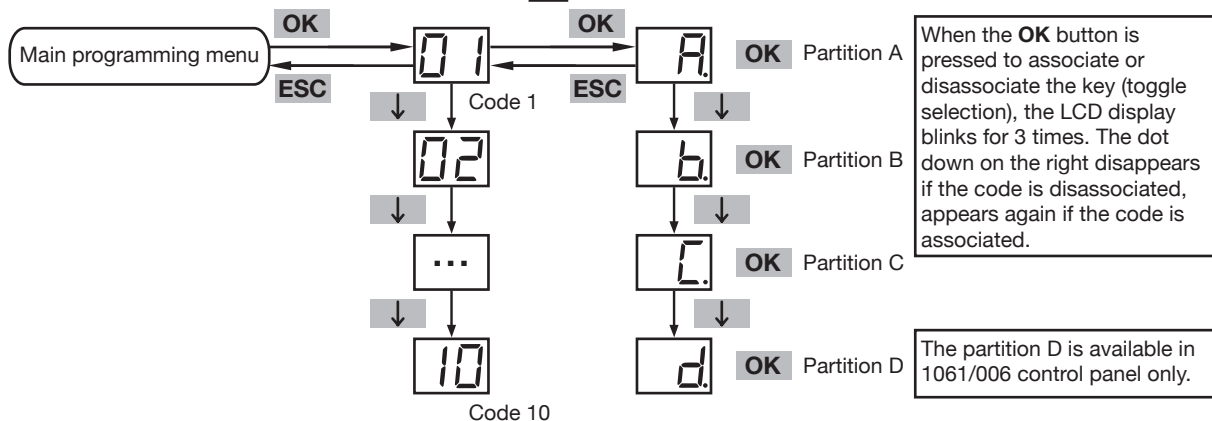 OK
OK
Main programming menu
01
A.
OK Partition A
ESC
ESC
↓
Code 1
↓
02
b.
OK Partition B
↓
↓
...
C.
OK Partition C
↓
↓
10
d.
OK Partition D
Code 10
When the OK button is
pressed to associate or
disassociate the key (toggle
selection), the LCD display
blinks for 3 times. The dot
down on the right disappears
if the code is disassociated,
appears again if the code is
associated.
The partition D is available in
1061/006 control panel only.